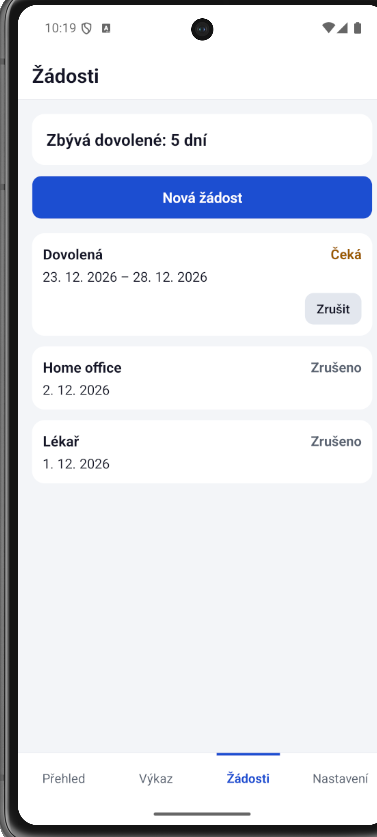 10:19
Žádosti
Zbývá dovolené: 5 dní
Nová žádost
Dovolená Čeká
23. 12. 2026 – 28. 12. 2026
Zrušit
Home office Zrušeno
2. 12. 2026
Lékař Zrušeno
1. 12. 2026
Přehled Výkaz Žádosti Nastavení